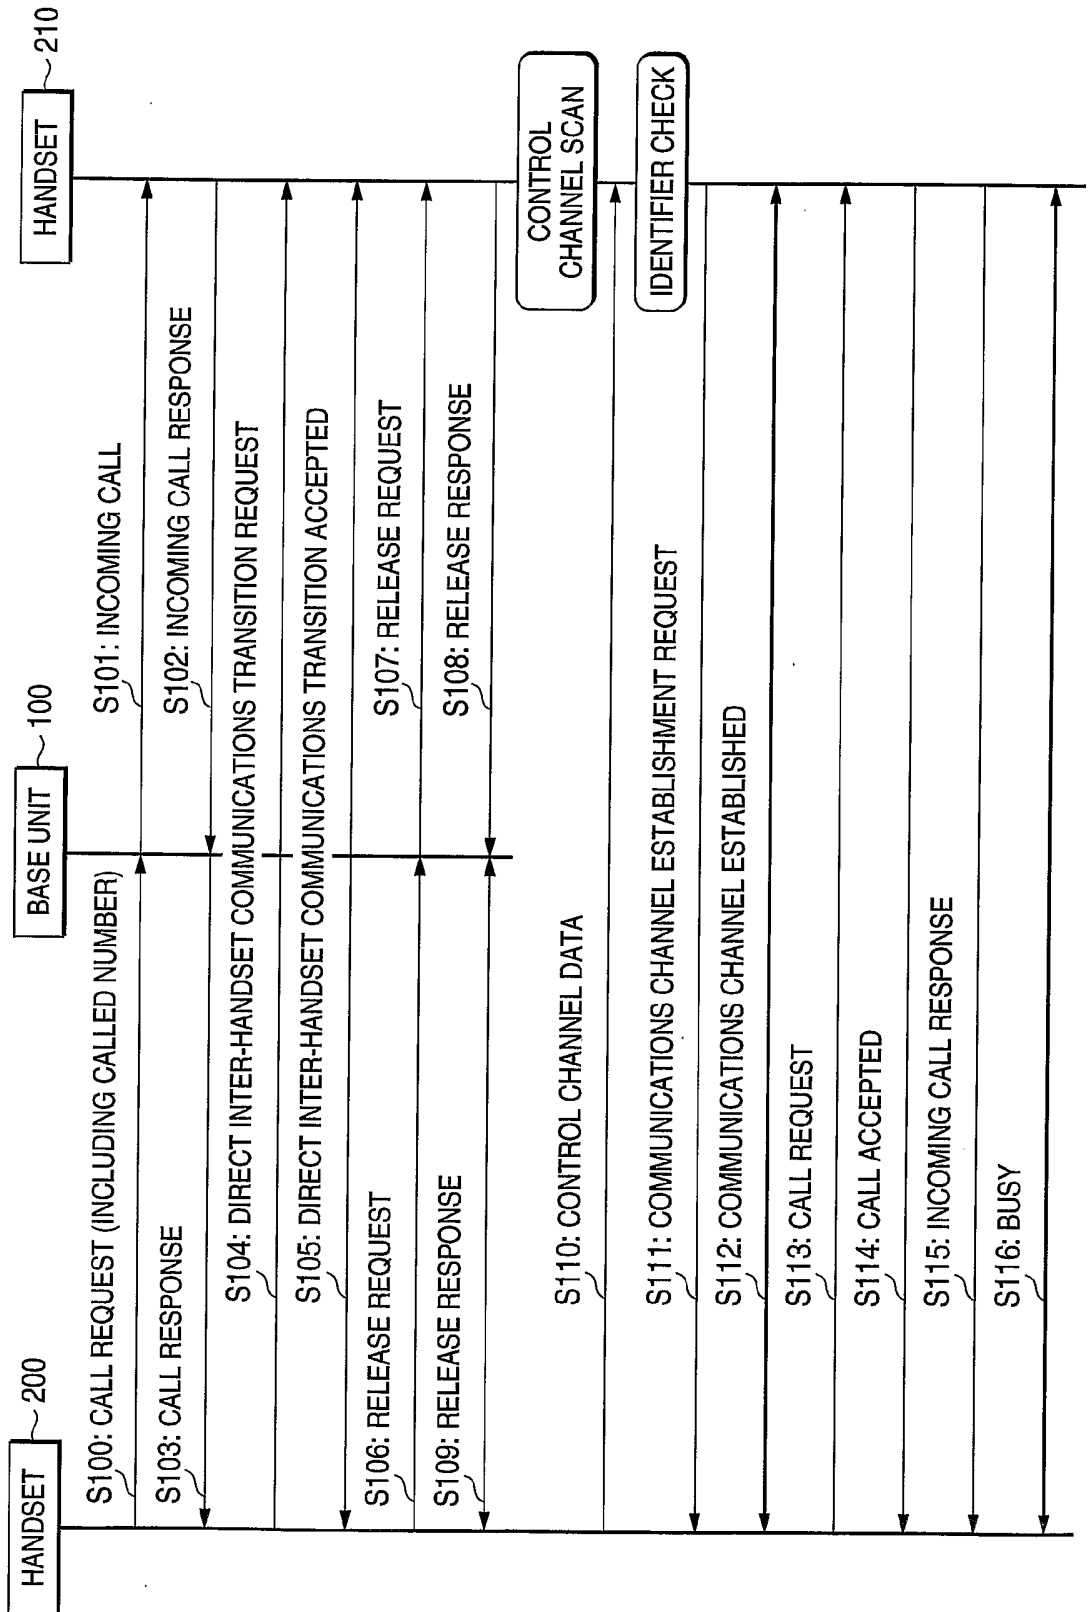 HANDSET
200
BASE UNIT
100
HANDSET
210
S100: CALL REQUEST (INCLUDING CALLED NUMBER)
S101: INCOMING CALL
S102: INCOMING CALL RESPONSE
S103: CALL RESPONSE
S104: DIRECT INTER-HANDSET COMMUNICATIONS TRANSITION REQUEST
S105: DIRECT INTER-HANDSET COMMUNICATIONS TRANSITION ACCEPTED
S106: RELEASE REQUEST
S107: RELEASE REQUEST
S108: RELEASE RESPONSE
S109: RELEASE RESPONSE
CONTROL
CHANNEL SCAN
S110: CONTROL CHANNEL DATA
IDENTIFIER CHECK
S111: COMMUNICATIONS CHANNEL ESTABLISHMENT REQUEST
S112: COMMUNICATIONS CHANNEL ESTABLISHED
S113: CALL REQUEST
S114: CALL ACCEPTED
S115: INCOMING CALL RESPONSE
S116: BUSY